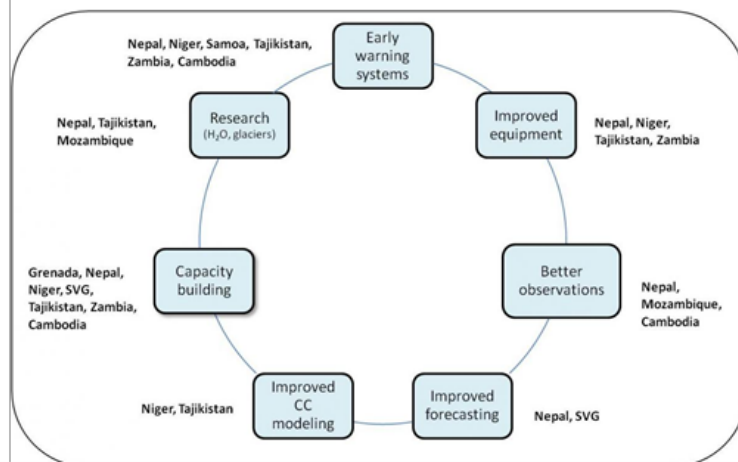 Nepal, Niger, Samoa, Tajikistan,
Zambia, Cambodia
Early
warning
systems
Improved
equipment
Nepal, Niger,
Tajikistan, Zambia
Better
observations
Nepal,
Mozambique,
Cambodia
Improved
forecasting
Nepal, SVG
Improved
CC
modeling
Niger, Tajikistan
Capacity
building
Grenada, Nepal,
Niger, SVG,
Tajikistan, Zambia,
Cambodia
Research
(H₂O, glaciers)
Nepal, Tajikistan,
Mozambique